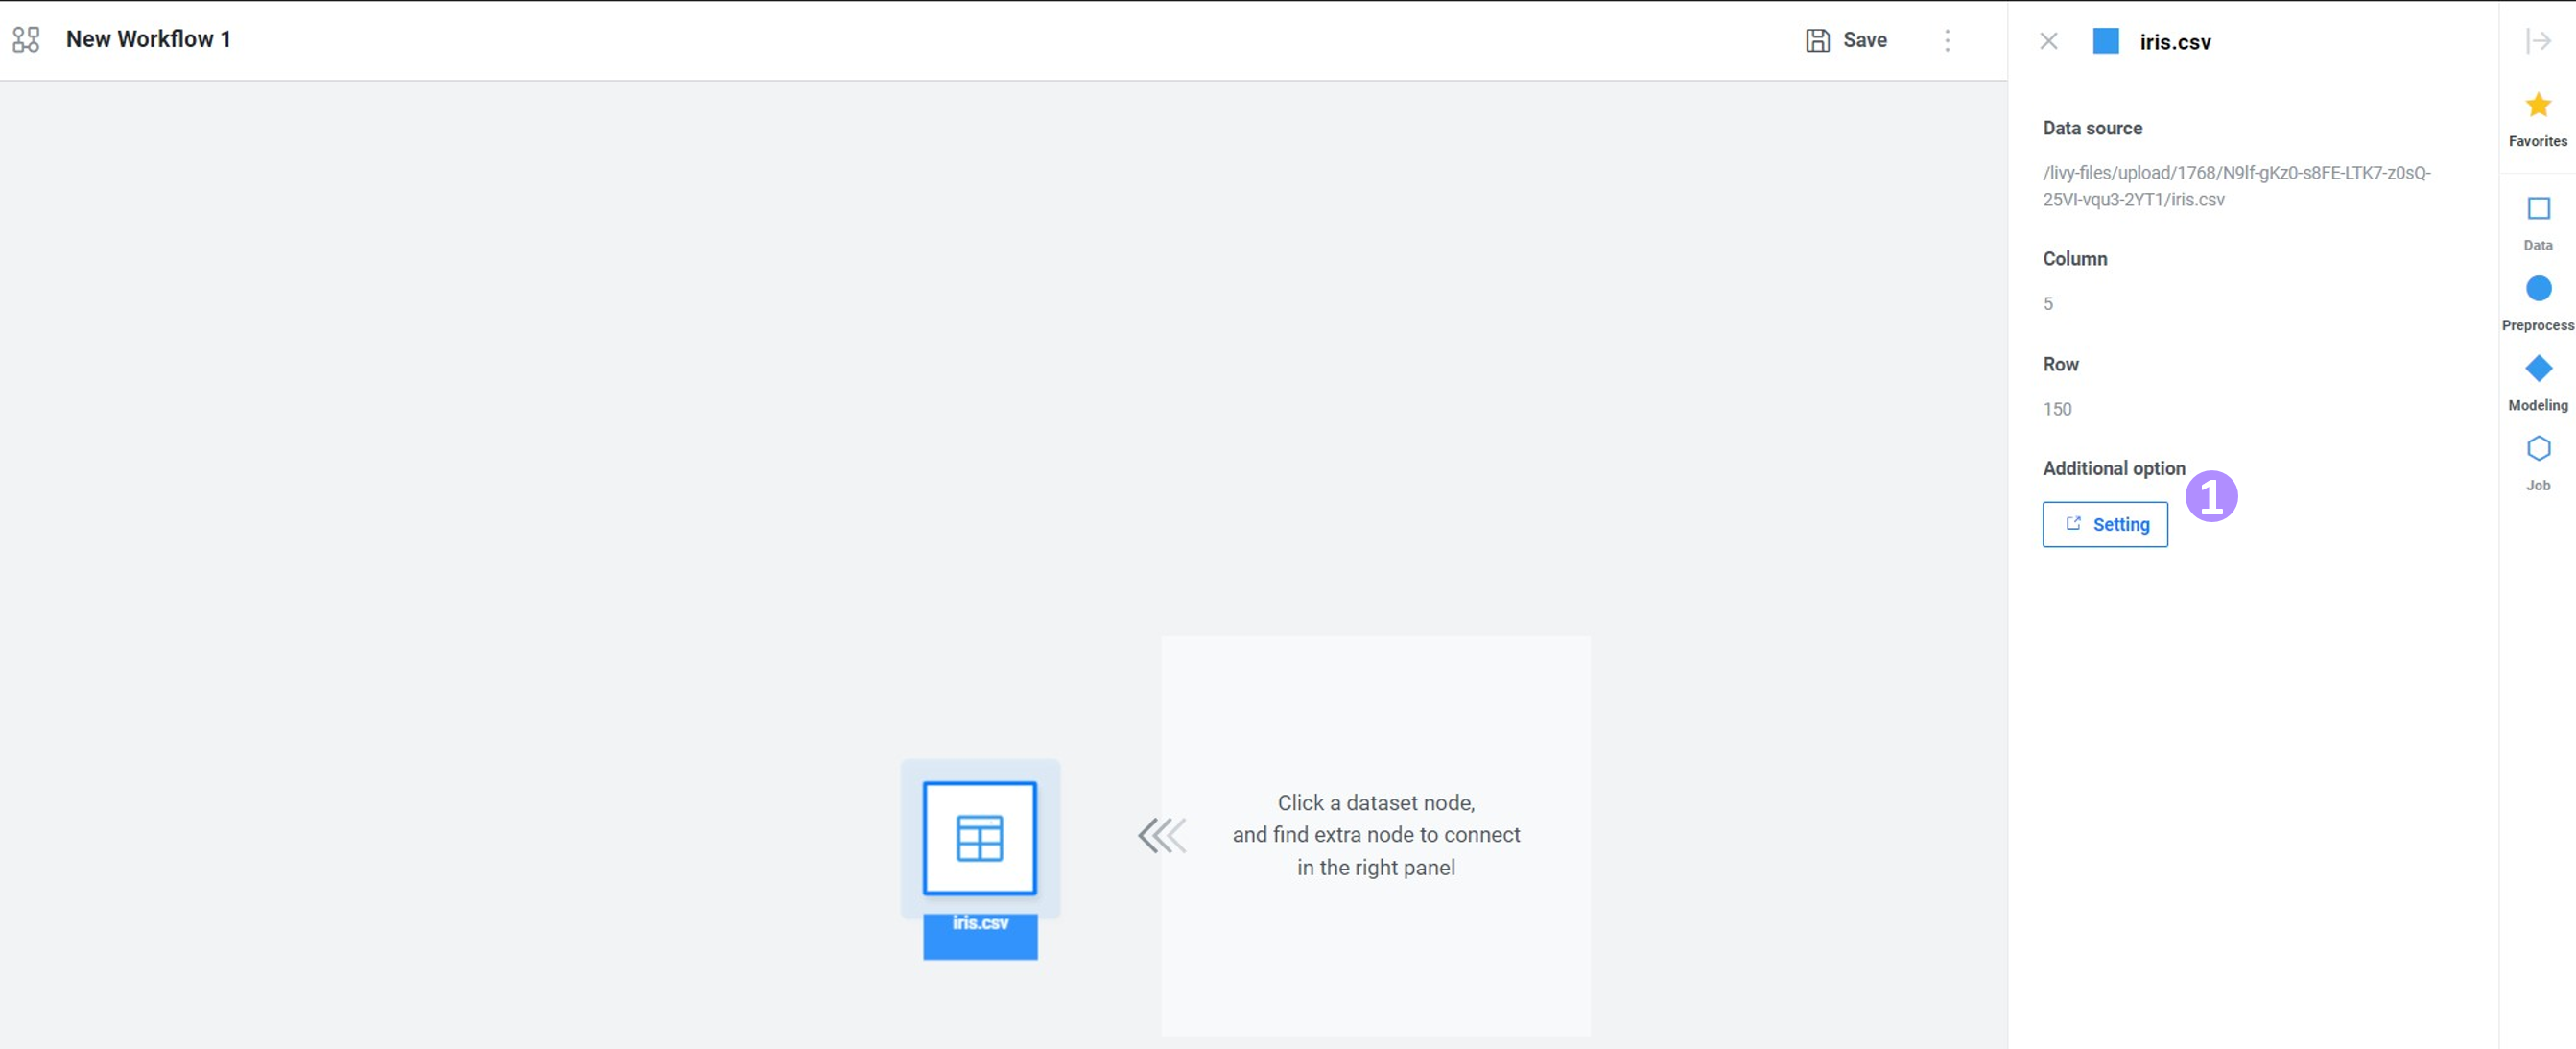 New Workflow 1
Save
iris.csv
Data source
/livy-files/upload/1768/N9lf-gKz0-s8FE-LTK7-z0sQ-
25VI-vqu3-2YT1/iris.csv
Column
5
Row
150
Additional option
1
Setting
Favorites
Data
Preprocess
Modeling
Job
Click a dataset node,
and find extra node to connect
in the right panel
iris.csv